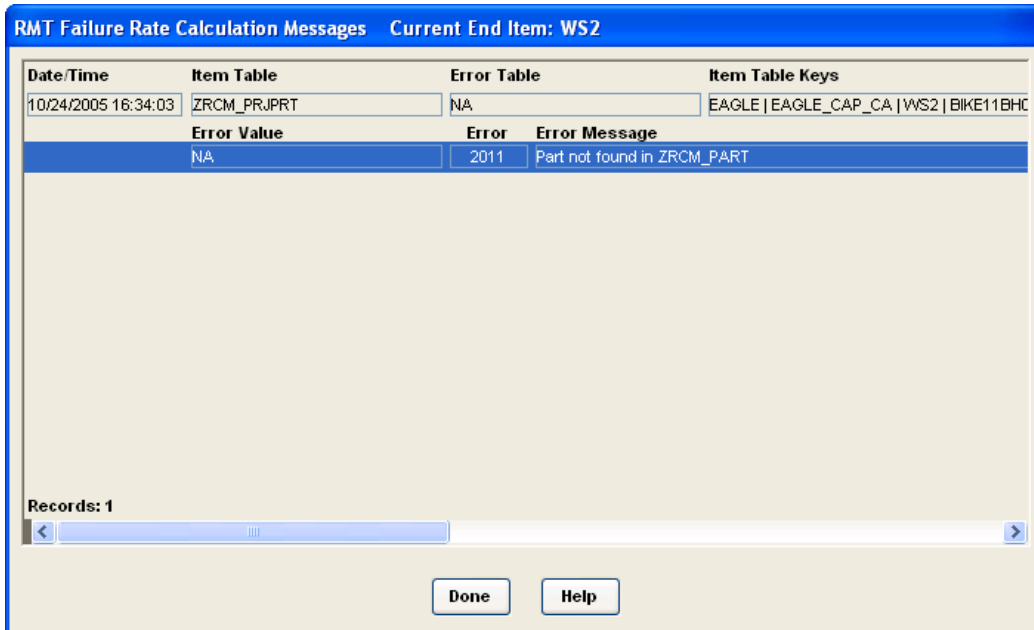 RMT Failure Rate Calculation Messages Current End Item: WS2
Date/Time Item Table Error Table Item Table Keys
10/24/2005 16:34:03 ZRCM_PRJPRT NA EAGLE | EAGLE_CAP_CA | WS2 | BIKE11BH0
Error Value Error Error Message
NA 2011 Part not found in ZRCM_PART
Records: 1
Done Help